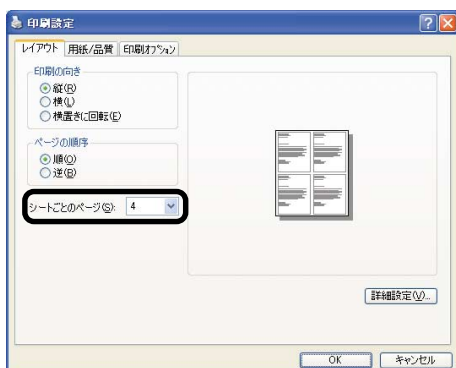 印刷設定
レイアウト 用紙/品質 印刷オプション
印刷の向き
縦(R)
横(L)
横置きに回転(E)
ページの順序
順(O)
逆(B)
シートごとのページ(S): 4
詳細設定(V)...
OK キャンセル